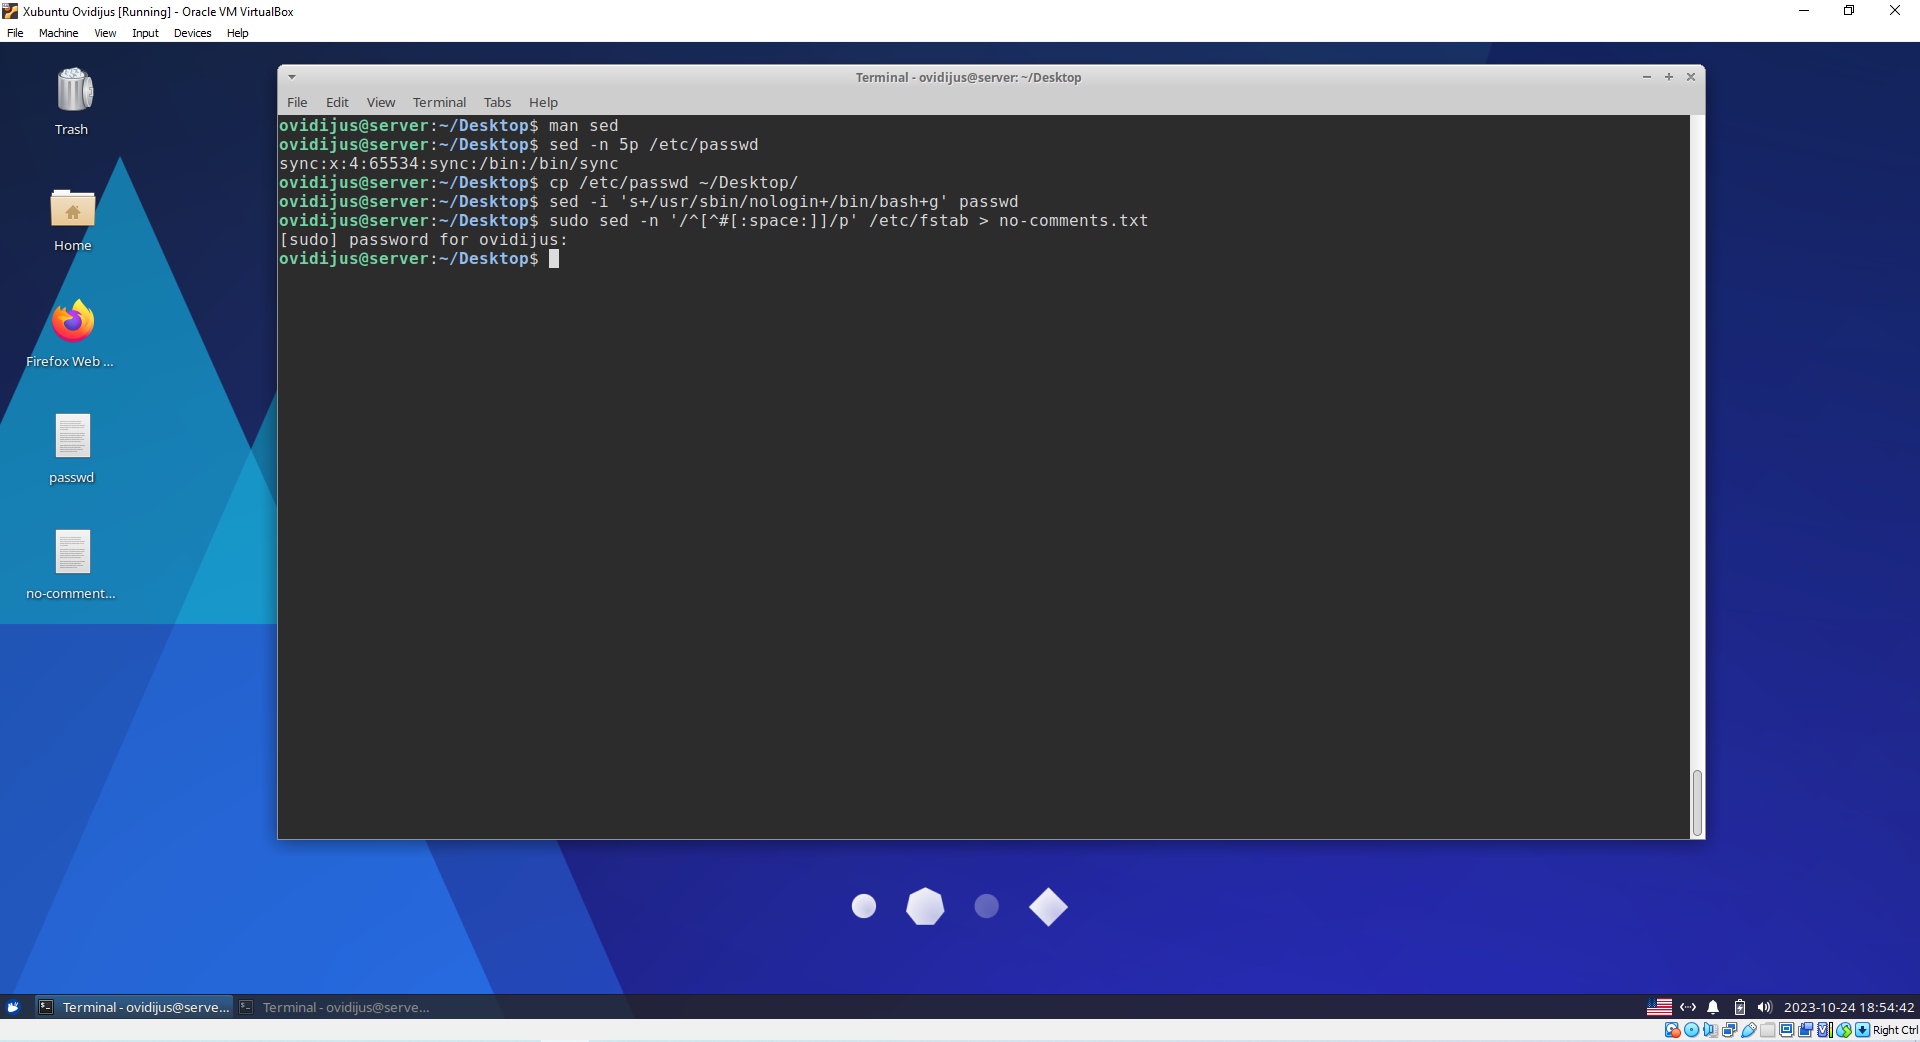 Xubuntu Ovidijus [Running] - Oracle VM VirtualBox
File Machine View Input Devices Help
Trash
Home
Firefox Web ...
passwd
no-comment...
Terminal - ovidijus@server: ~/Desktop
File Edit View Terminal Tabs Help
ovidijus@server:~/Desktop$ man sed
ovidijus@server:~/Desktop$ sed -n 5p /etc/passwd
sync:x:4:65534:sync:/bin:/bin/sync
ovidijus@server:~/Desktop$ cp /etc/passwd ~/Desktop/
ovidijus@server:~/Desktop$ sed -i 's+/usr/sbin/nologin+/bin/bash+g' passwd
ovidijus@server:~/Desktop$ sudo sed -n '/^[^#[:space:]]/p' /etc/fstab > no-comments.txt
[sudo] password for ovidijus:
ovidijus@server:~/Desktop$
Terminal - ovidijus@serve...
Terminal - ovidijus@serve...
2023-10-24 18:54:42
Right Ctrl